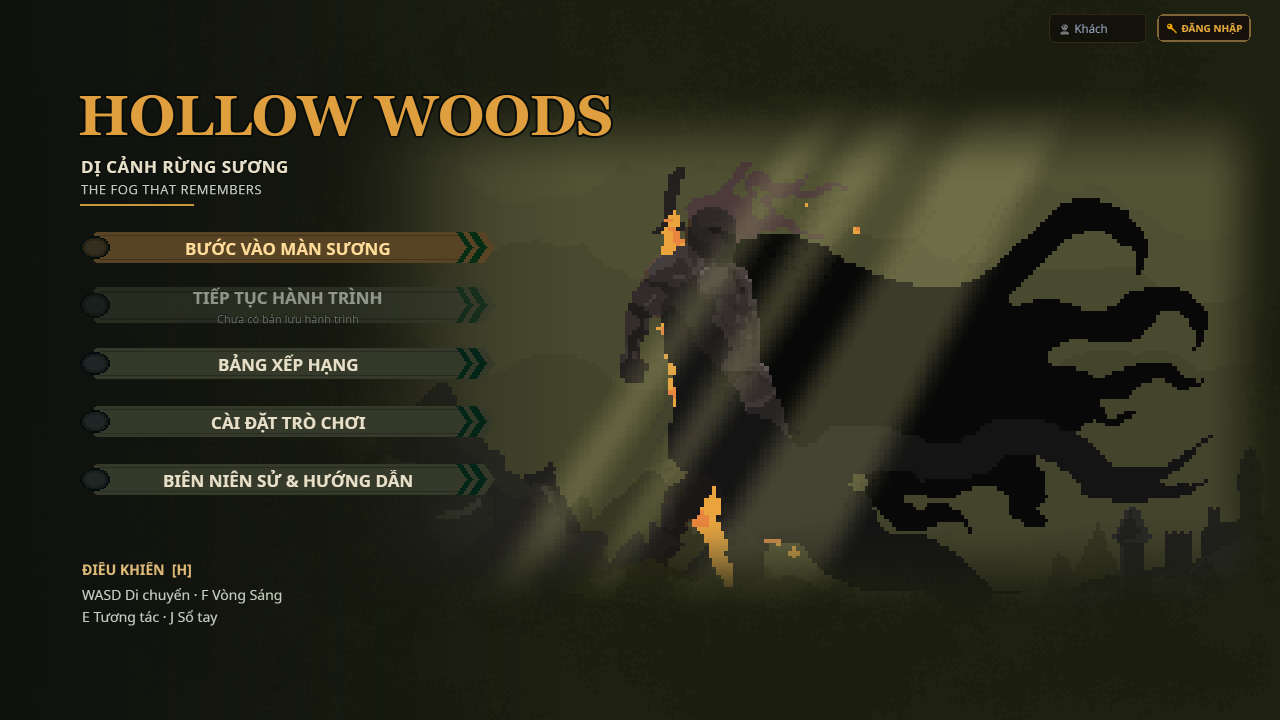 Khách
ĐĂNG NHẬP
HOLLOW WOODS
DỊ CẢNH RỪNG SƯƠNG
THE FOG THAT REMEMBERS
BƯỚC VÀO MÀN SƯƠNG
TIẾP TỤC HÀNH TRÌNH
Chưa có bản lưu hành trình
BẢNG XẾP HẠNG
CÀI ĐẶT TRÒ CHƠI
BIÊN NIÊN SỬ & HƯỚNG DẪN
ĐIỀU KHIỂN [H]
WASD Di chuyển · F Vòng Sáng
E Tương tác · J Sổ tay